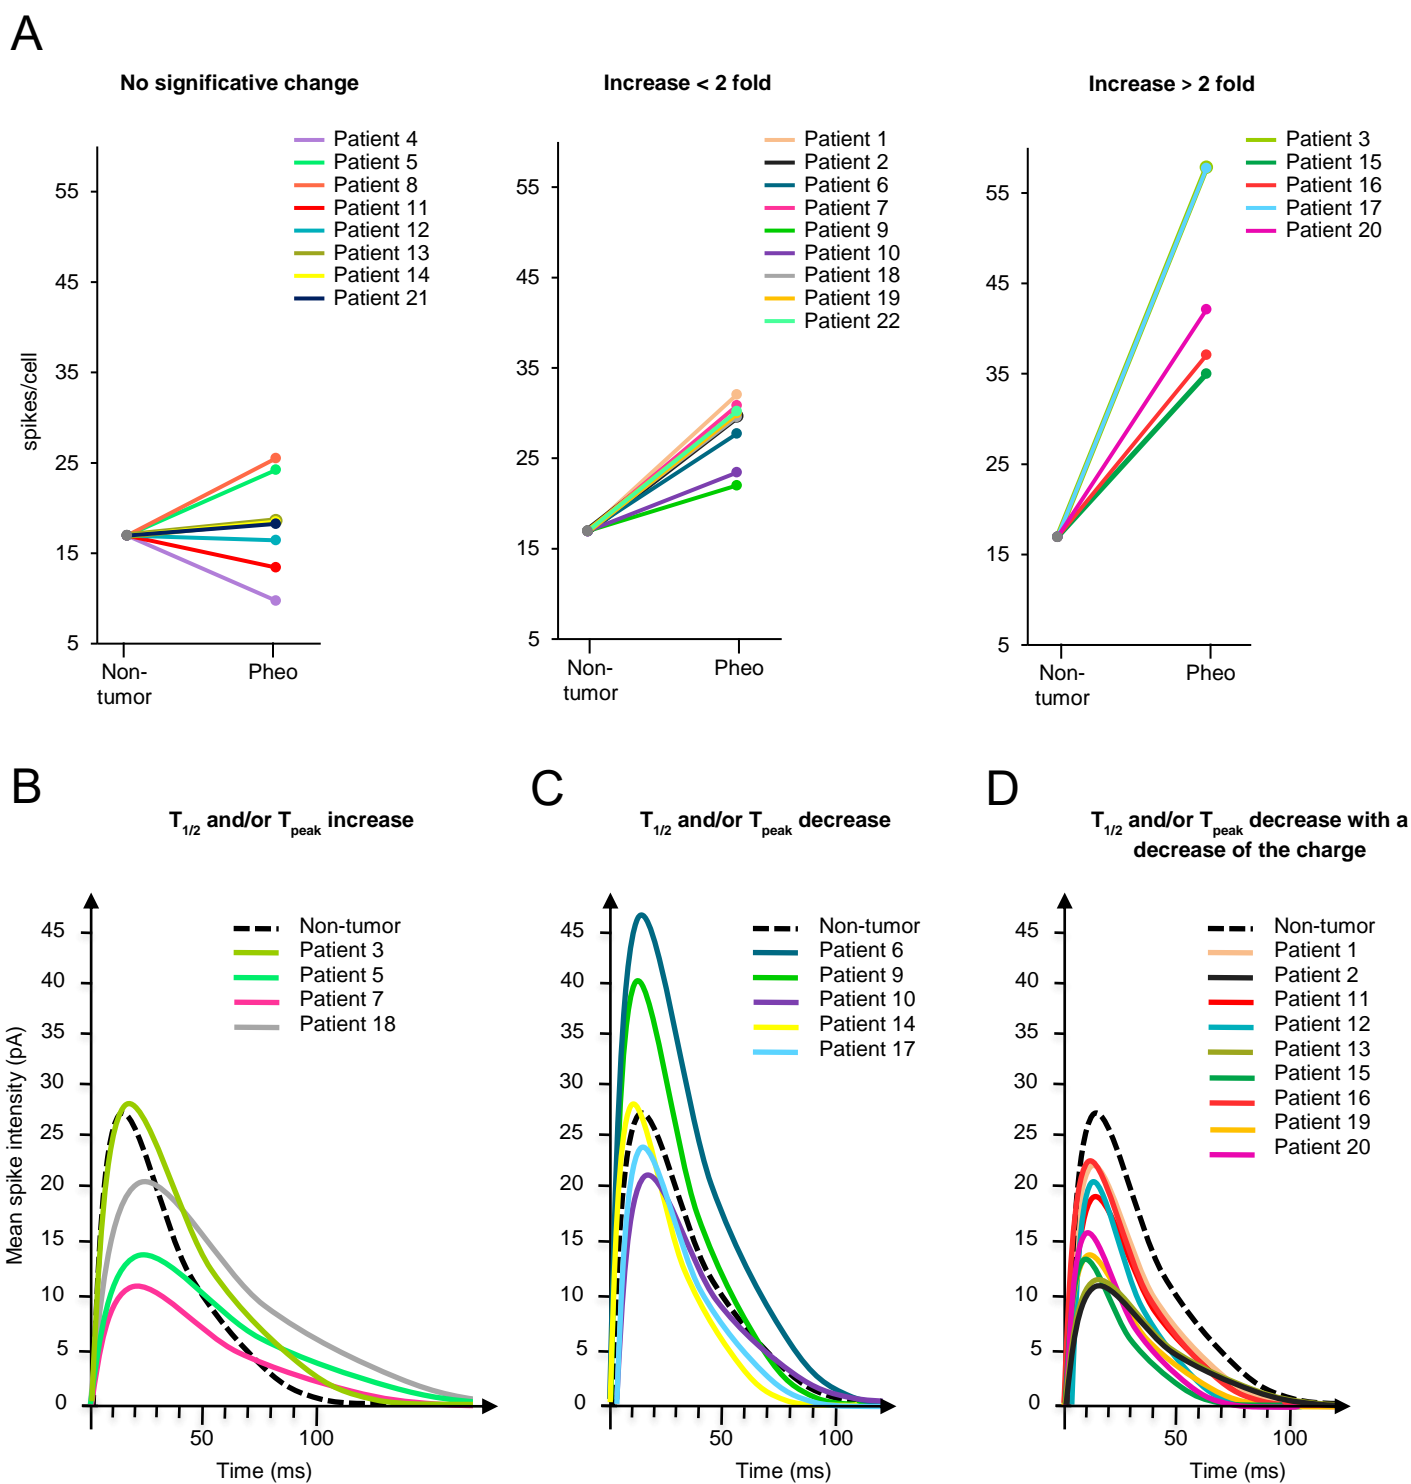 A
No significative change
Increase < 2 fold
Increase > 2 fold
spikes/cell
55
45
35
25
15
5
Non-
tumor
Pheo
Patient 4
Patient 5
Patient 8
Patient 11
Patient 12
Patient 13
Patient 14
Patient 21
55
45
35
25
15
5
Non-
tumor
Pheo
Patient 1
Patient 2
Patient 6
Patient 7
Patient 9
Patient 10
Patient 18
Patient 19
Patient 22
55
45
35
25
15
5
Non-
tumor
Pheo
Patient 3
Patient 15
Patient 16
Patient 17
Patient 20
B
T1/2 and/or Tpeak increase
Mean spike intensity (pA)
45
40
35
30
25
20
15
10
5
0
50
100
Time (ms)
Non-tumor
Patient 3
Patient 5
Patient 7
Patient 18
C
T1/2 and/or Tpeak decrease
45
40
35
30
25
20
15
10
5
0
50
100
Time (ms)
Non-tumor
Patient 6
Patient 9
Patient 10
Patient 14
Patient 17
D
T1/2 and/or Tpeak decrease with a
decrease of the charge
45
40
35
30
25
20
15
10
5
0
50
100
Time (ms)
Non-tumor
Patient 1
Patient 2
Patient 11
Patient 12
Patient 13
Patient 15
Patient 16
Patient 19
Patient 20